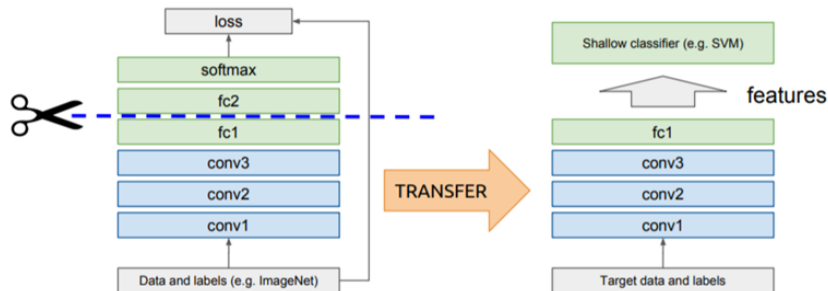 loss
softmax
fc2
fc1
conv3
conv2
conv1
Data and labels (e.g. ImageNet)
TRANSFER
Shallow classifier (e.g. SVM)
features
fc1
conv3
conv2
conv1
Target data and labels